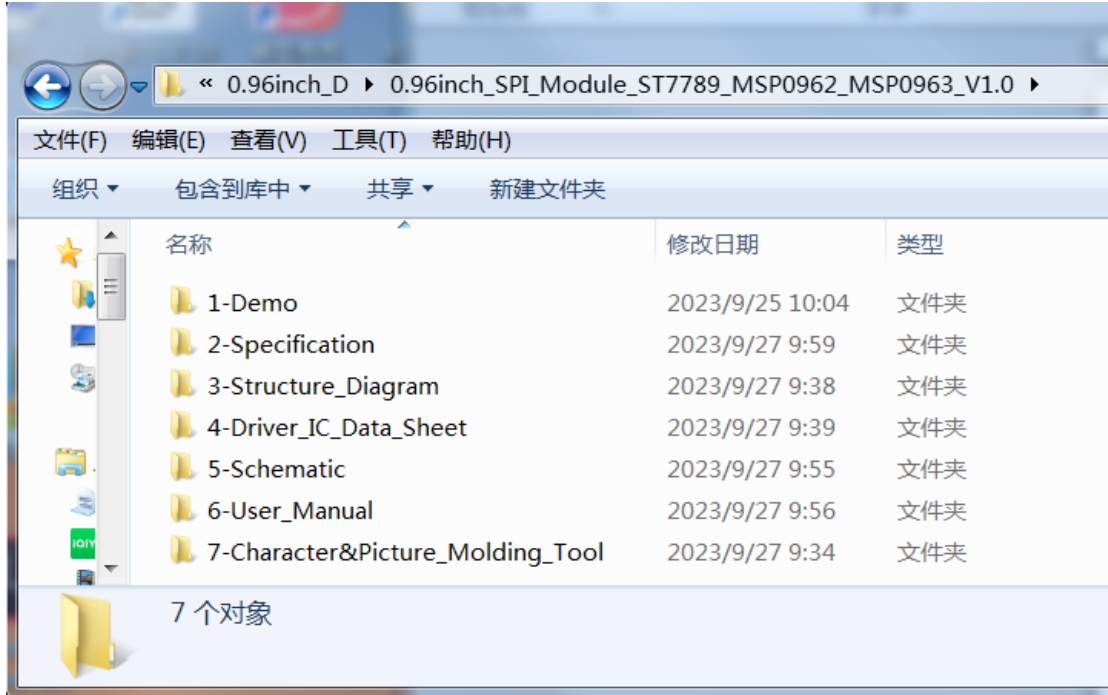 « 0.96inch_D ▸ 0.96inch_SPI_Module_ST7789_MSP0962_MSP0963_V1.0 ▸
文件(F) 编辑(E) 查看(V) 工具(T) 帮助(H)
组织 包含到库中 共享 新建文件夹
名称 修改日期 类型
1-Demo 2023/9/25 10:04 文件夹
2-Specification 2023/9/27 9:59 文件夹
3-Structure_Diagram 2023/9/27 9:38 文件夹
4-Driver_IC_Data_Sheet 2023/9/27 9:39 文件夹
5-Schematic 2023/9/27 9:55 文件夹
6-User_Manual 2023/9/27 9:56 文件夹
iQIY
7-Character&Picture_Molding_Tool 2023/9/27 9:34 文件夹
7 个对象